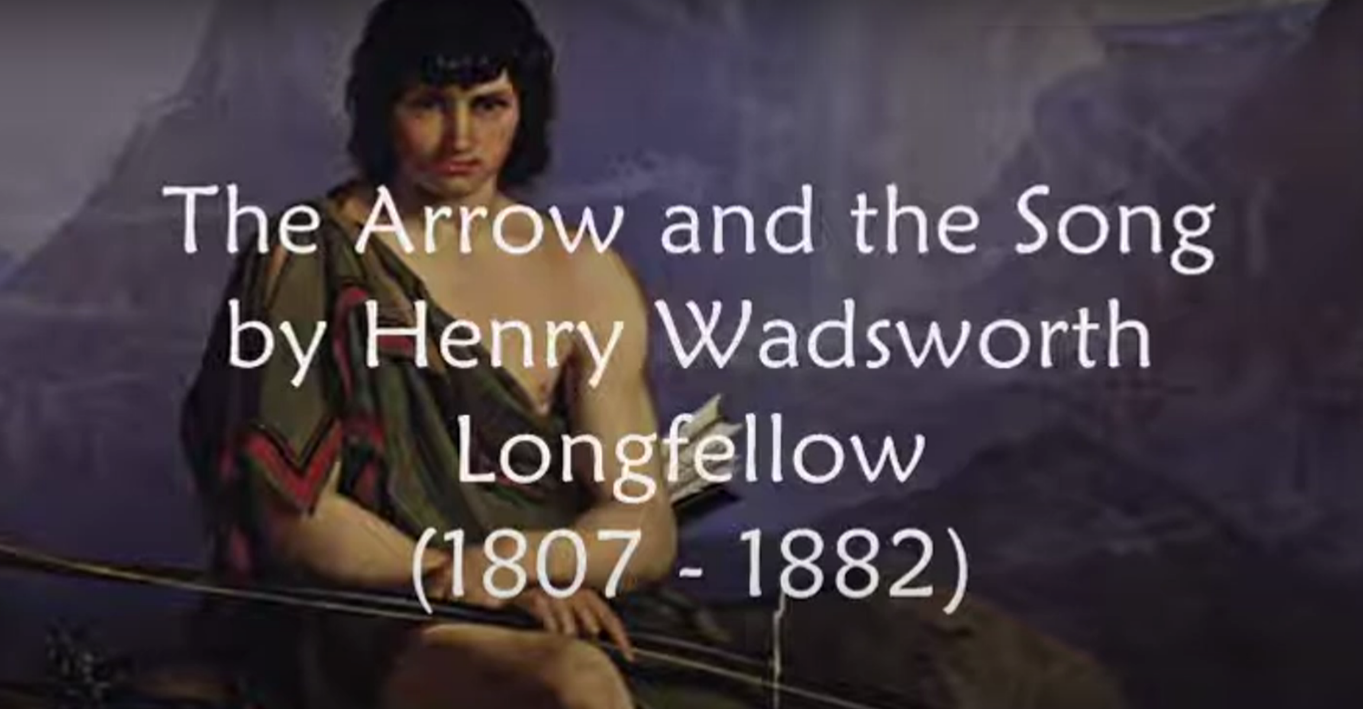 The Arrow and the Song
by Henry Wadsworth
Longfellow
(1807 - 1882)